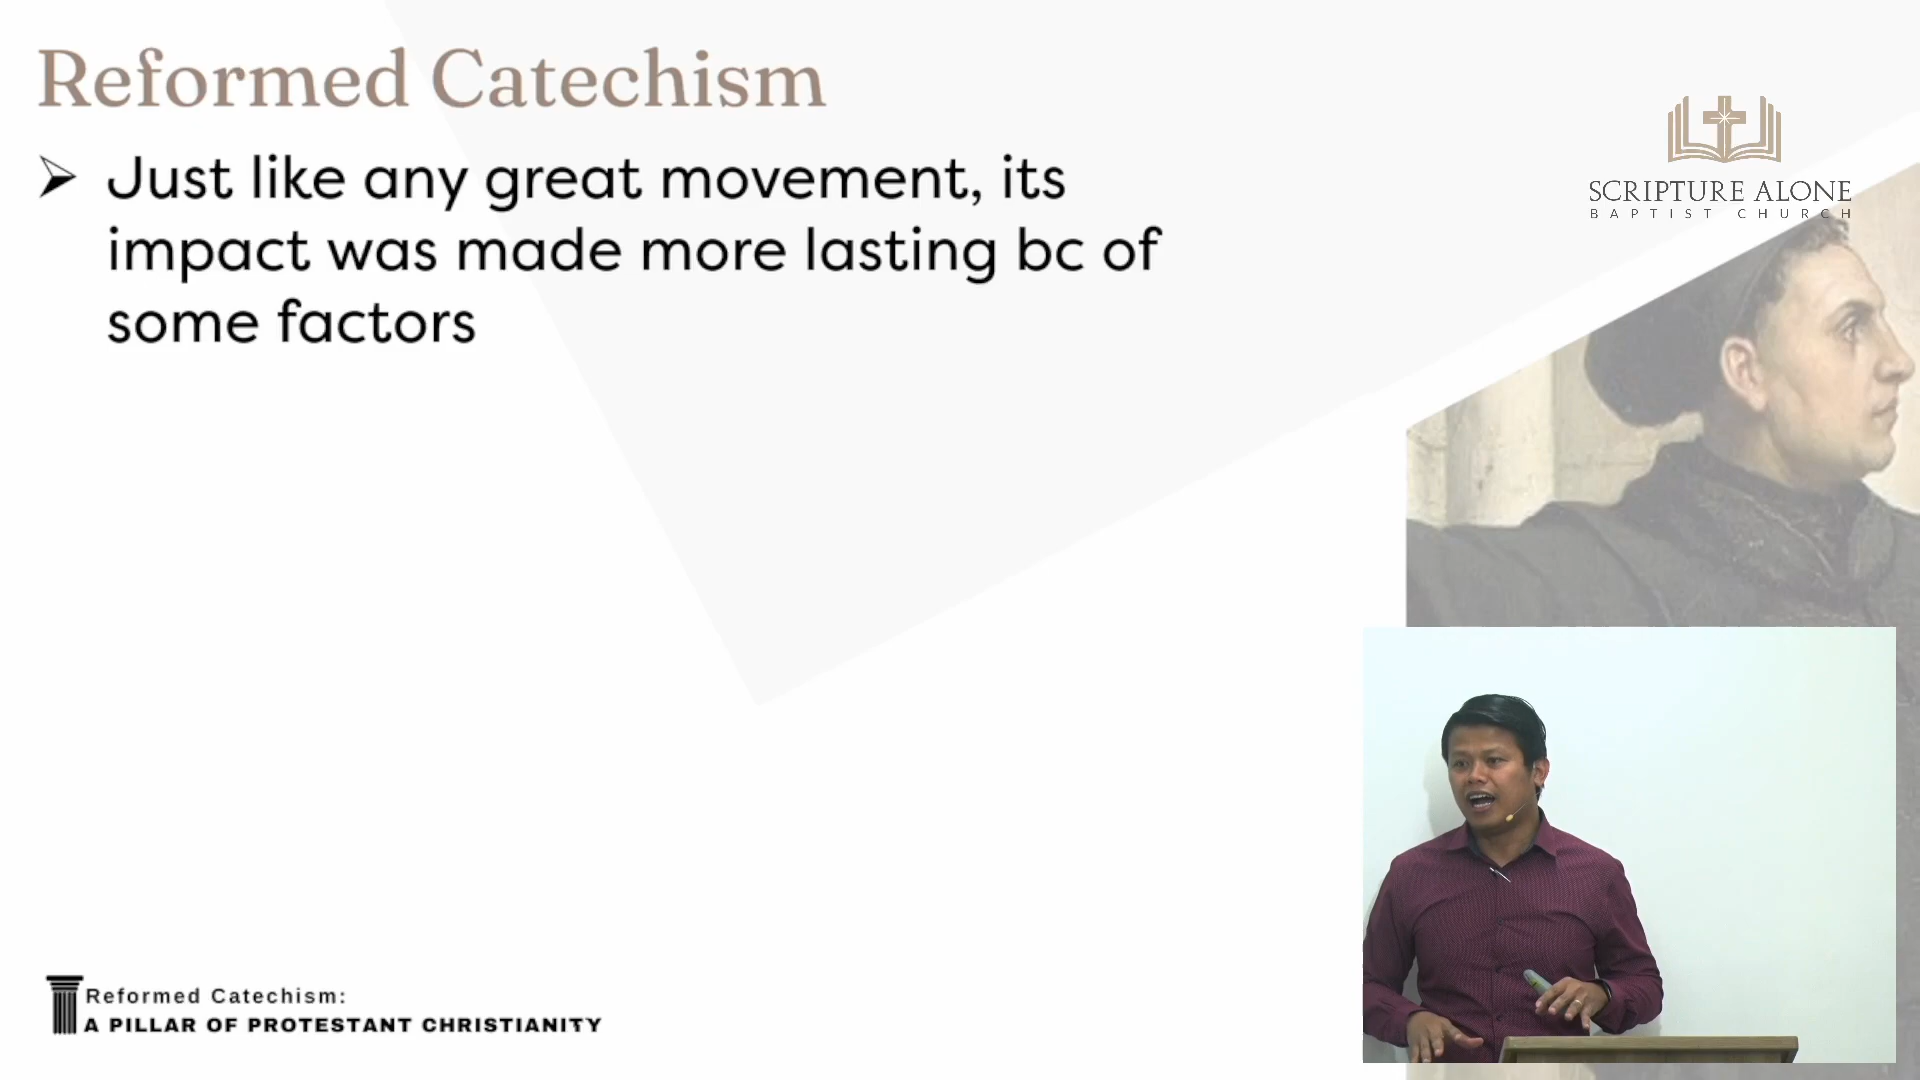 Reformed Catechism
Just like any great movement, its
impact was made more lasting bc of
some factors
SCRIPTURE ALONE
BAPTIST CHURCH
Reformed Catechism:
A PILLAR OF PROTESTANT CHRISTIANITY